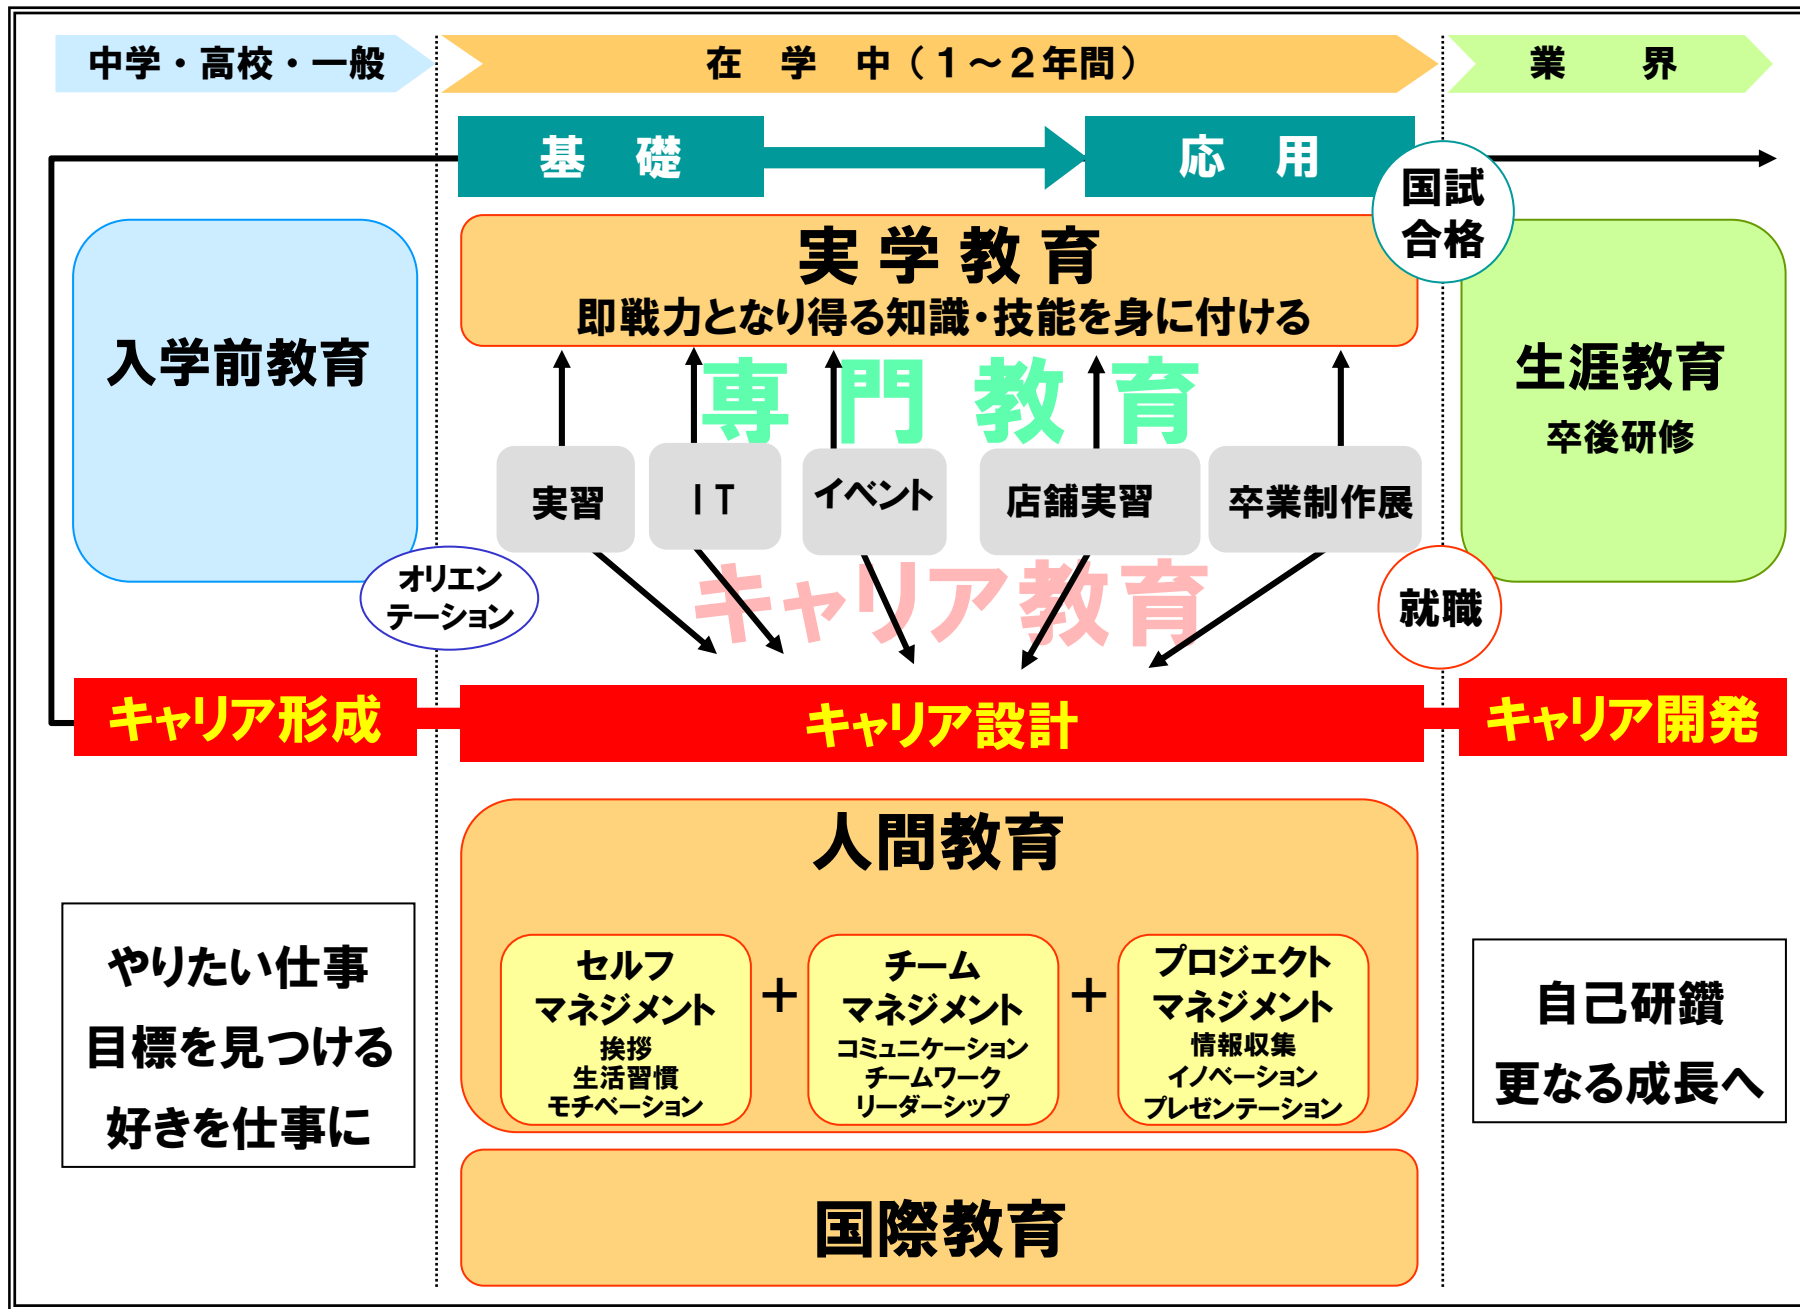 中学・高校・一般
在学中（１～２年間）
業界
基礎
応用
国試
合格
実学教育
即戦力となり得る知識・技能を身に付ける
入学前教育
専門教育
生涯教育
卒後研修
実習
ＩＴ
イベント
店舗実習
卒業制作展
オリエン
テーション
キャリア教育
就職
キャリア形成
キャリア設計
キャリア開発
人間教育
やりたい仕事
目標を見つける
好きを仕事に
セルフ
マネジメント
挨拶
生活習慣
モチベーション
＋
チーム
マネジメント
コミュニケーション
チームワーク
リーダーシップ
＋
プロジェクト
マネジメント
情報収集
イノベーション
プレゼンテーション
自己研鑽
更なる成長へ
国際教育